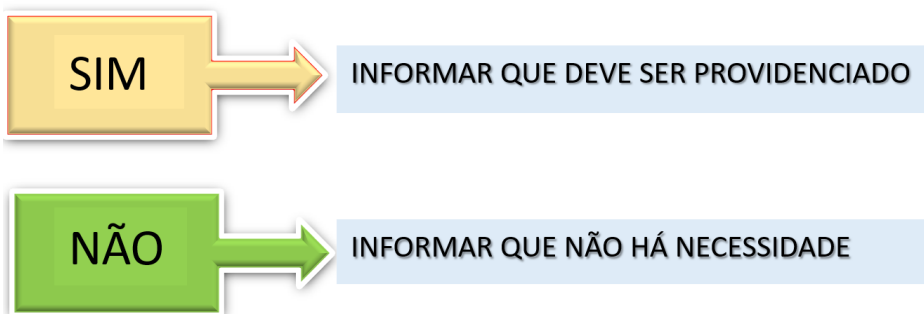 SIM
INFORMAR QUE DEVE SER PROVIDENCIADO
NÃO
INFORMAR QUE NÃO HÁ NECESSIDADE